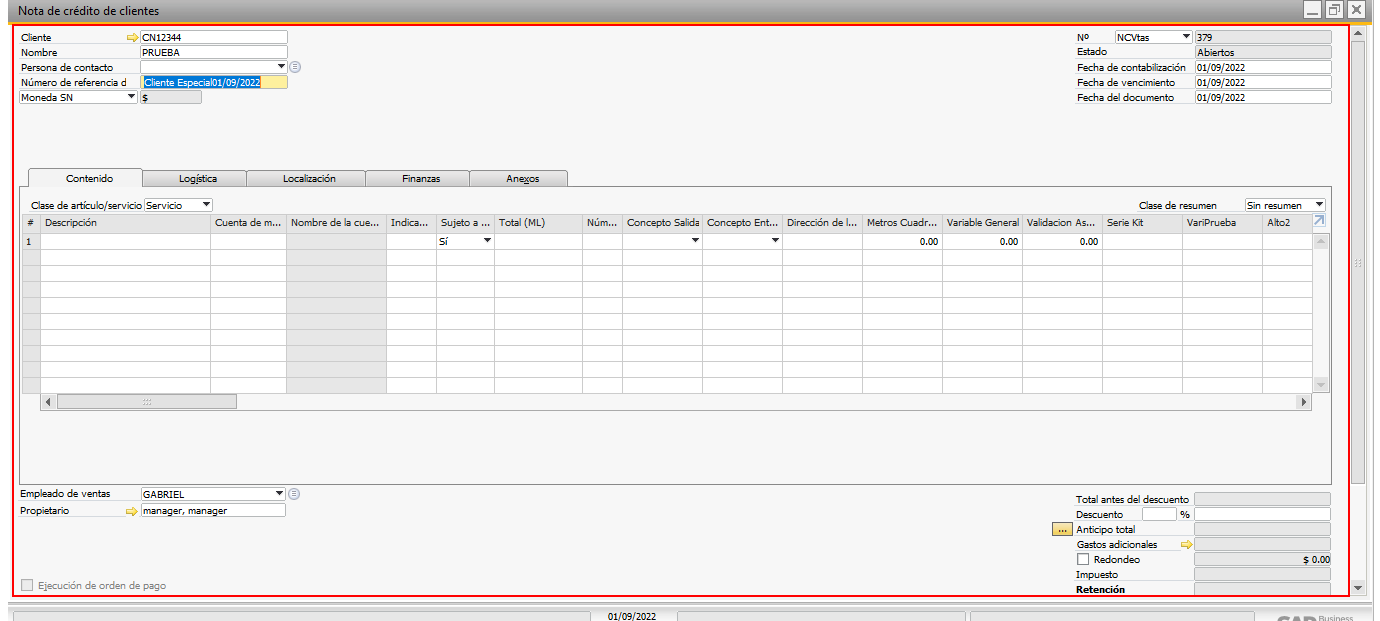 Nota de crédito de clientes
Cliente CN12344
Nombre PRUEBA
Persona de contacto
Número de referencia d Cliente Especial01/09/2022
Moneda SN $
Nº NCVtas 379
Estado Abiertos
Fecha de contabilización 01/09/2022
Fecha de vencimiento 01/09/2022
Fecha del documento 01/09/2022
Contenido Logística Localización Finanzas Anexos
Clase de artículo/servicio Servicio
Clase de resumen Sin resumen
# Descripción Cuenta de m... Nombre de la cue... Indica... Sujeto a ... Total (ML) Núm... Concepto Salida Concepto Ent... Dirección de l... Metros Cuadr... Variable General Validacion As... Serie Kit VariPrueba Alto2
1 Sí 0.00 0.00 0.00
Empleado de ventas GABRIEL
Propietario manager, manager
Total antes del descuento
Descuento %
... Anticipo total
Gastos adicionales
Redondeo $ 0.00
Impuesto
Retención
Ejecución de orden de pago
01/09/2022
SAP Business